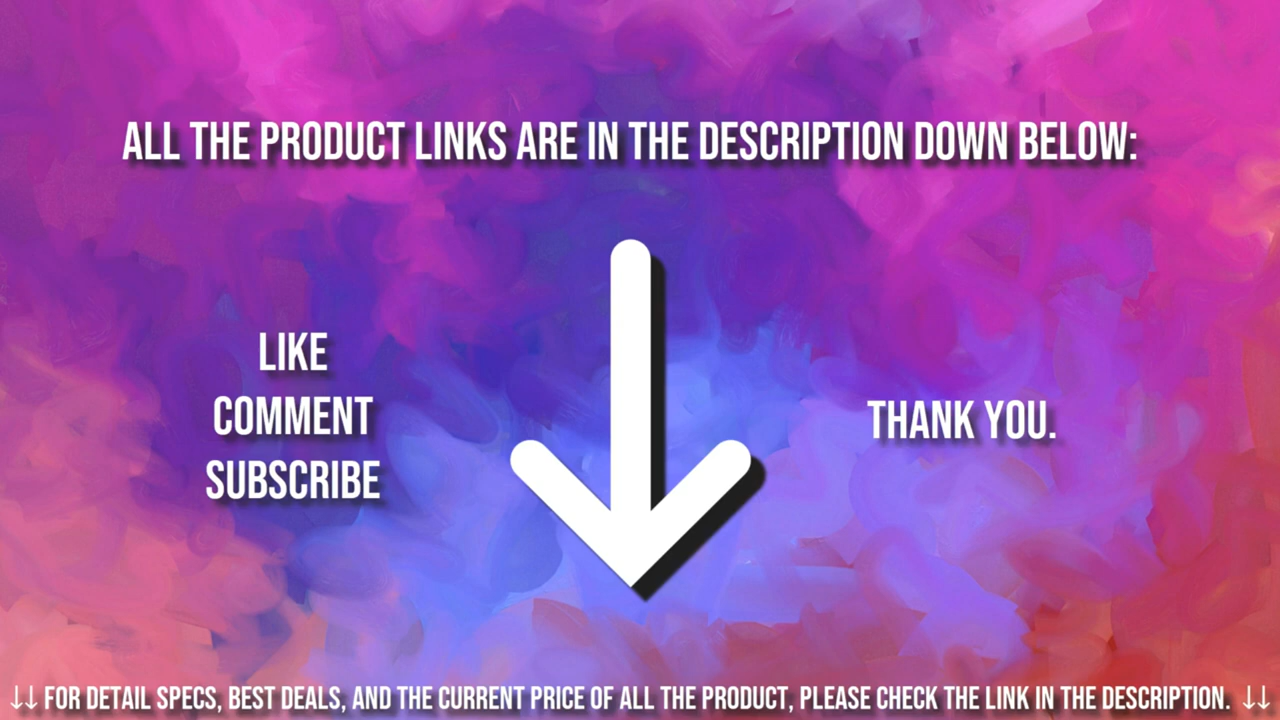 ALL THE PRODUCT LINKS ARE IN THE DESCRIPTION DOWN BELOW:
LIKE
COMMENT
SUBSCRIBE
THANK YOU.
↓↓ FOR DETAIL SPECS, BEST DEALS, AND THE CURRENT PRICE OF ALL THE PRODUCT, PLEASE CHECK THE LINK IN THE DESCRIPTION. ↓↓